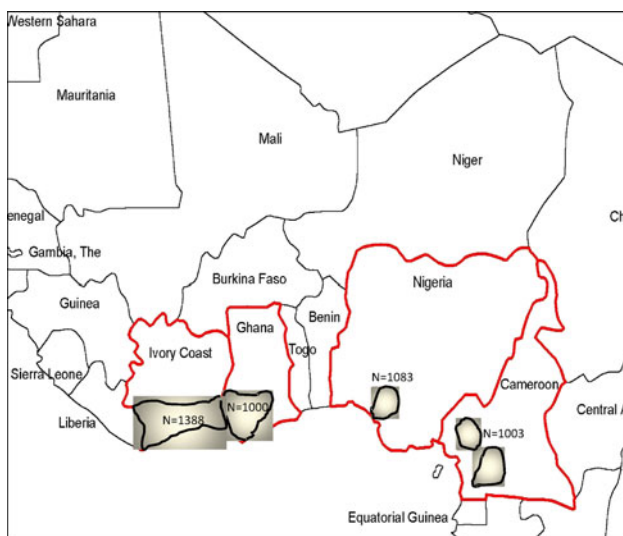 Western Sahara
Mauritania
Mali
Niger
Ch
enegal
Gambia, The
Burkina Faso
Guinea
Nigeria
Benin
Ghana
Ivory Coast
Togo
Sierra Leone
N=1083
Cameroon
Liberia
N=1388
N=1000
N=1003
Central A
Equatorial Guinea